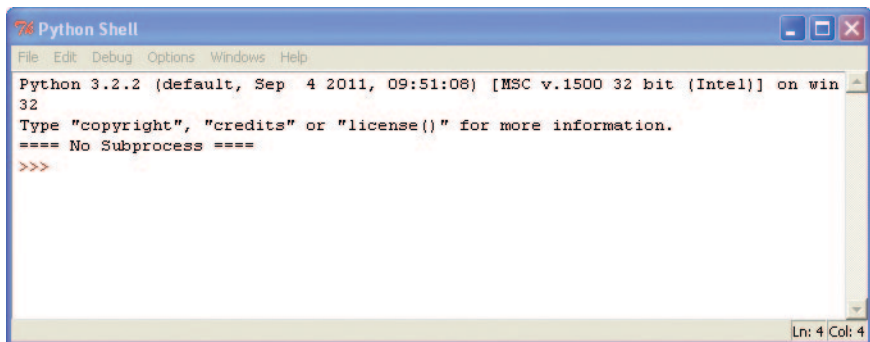 Python Shell
File Edit Debug Options Windows Help
Python 3.2.2 (default, Sep  4 2011, 09:51:08) [MSC v.1500 32 bit (Intel)] on win
32
Type "copyright", "credits" or "license()" for more information.
==== No Subprocess ====
>>>
Ln: 4 Col: 4